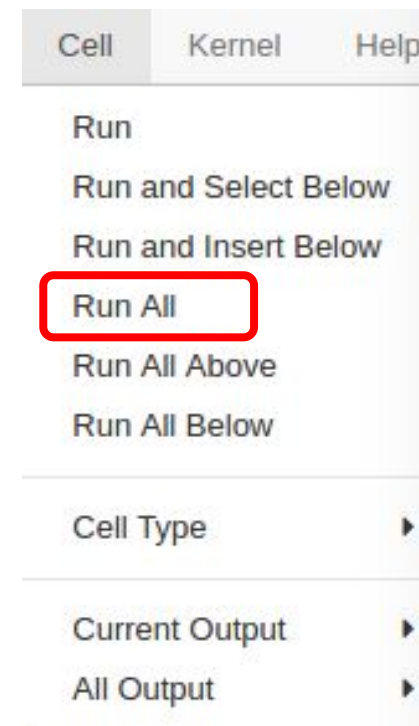 Cell Kernel Help
Run
Run and Select Below
Run and Insert Below
Run All
Run All Above
Run All Below
Cell Type
Current Output
All Output